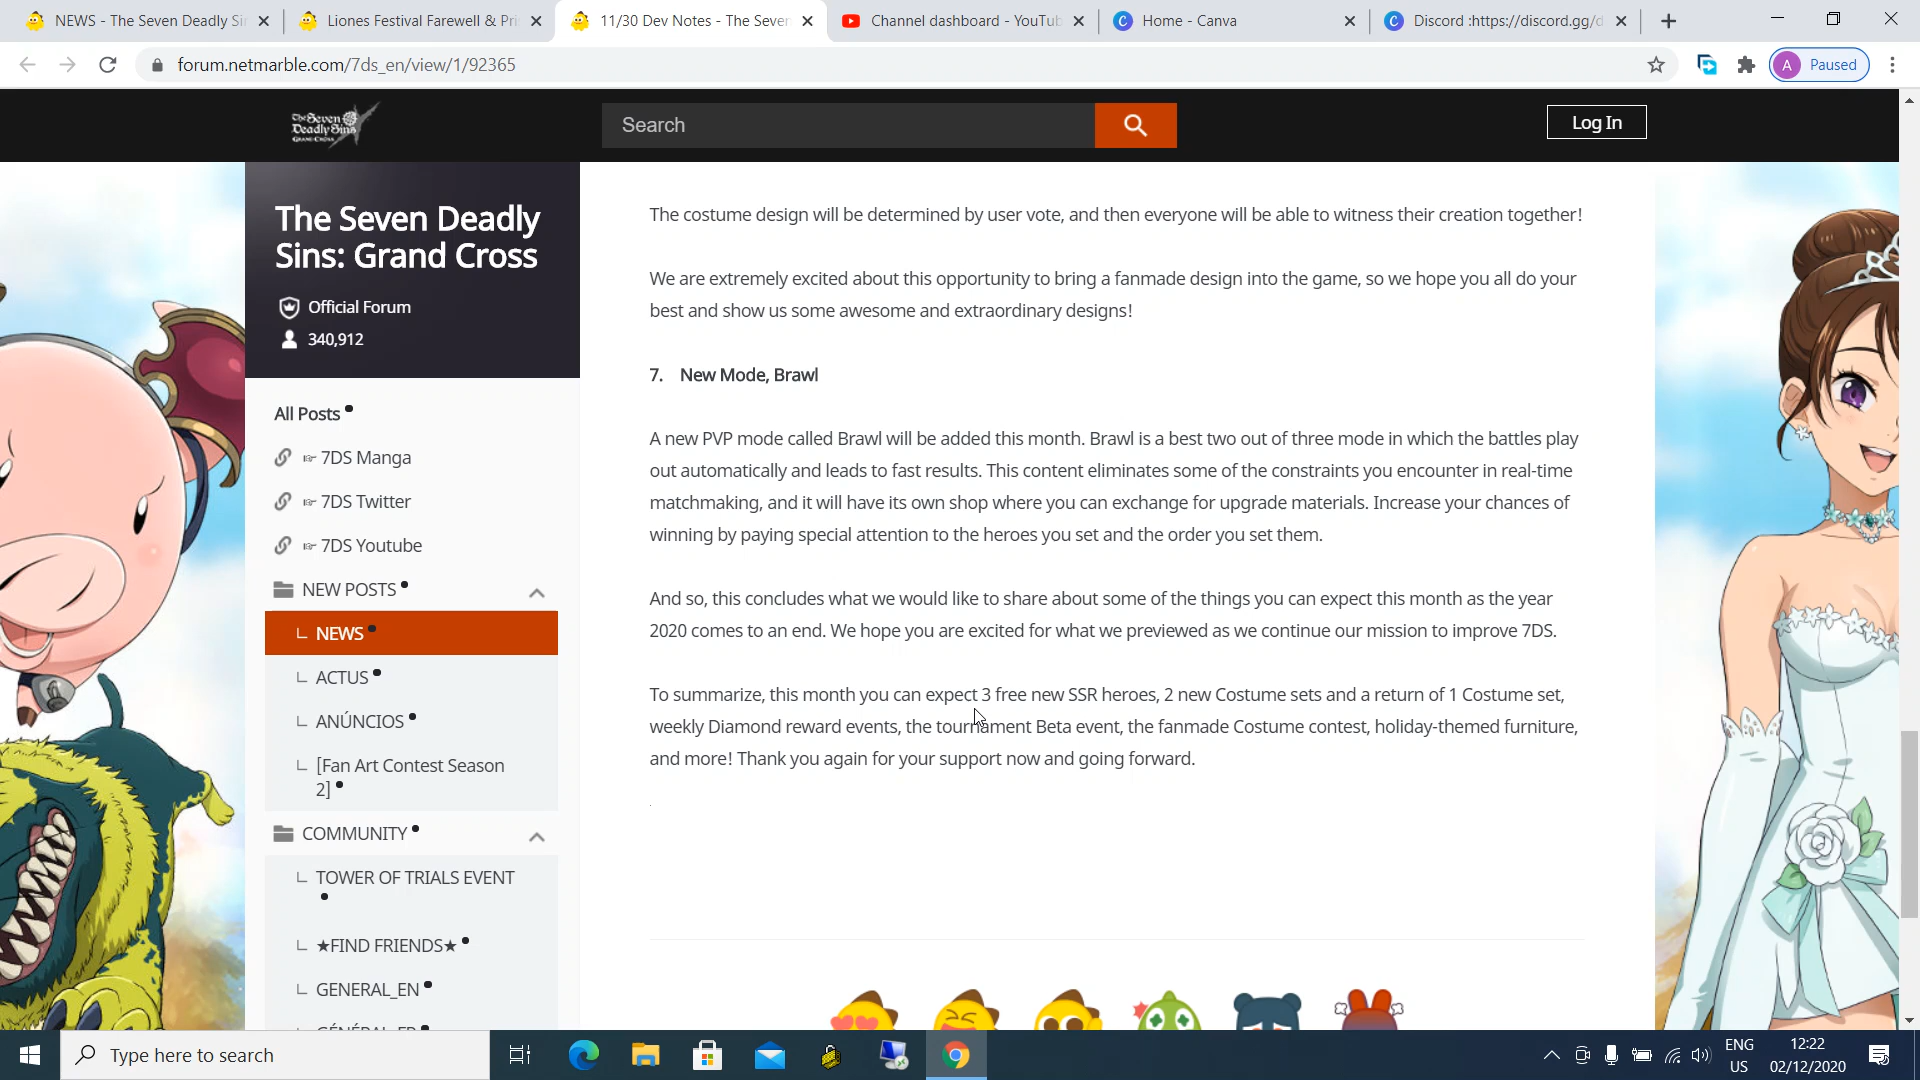 NEWS - The Seven Deadly Si
Liones Festival Farewell & Pri
11/30 Dev Notes - The Seven
Channel dashboard - YouTub
Home - Canva
Discord :https://discord.gg/d
forum.netmarble.com/7ds_en/view/1/92365
A Paused
The Seven
Deadly Sins
GRAND CROSS
Search
Log In
The Seven Deadly
Sins: Grand Cross
Official Forum
340,912
All Posts
☞ 7DS Manga
☞ 7DS Twitter
☞ 7DS Youtube
NEW POSTS
NEWS
ACTUS
ANÚNCIOS
[Fan Art Contest Season
2]
COMMUNITY
TOWER OF TRIALS EVENT
★FIND FRIENDS★
GENERAL_EN
GÉNÉRAL_FR
The costume design will be determined by user vote, and then everyone will be able to witness their creation together!
We are extremely excited about this opportunity to bring a fanmade design into the game, so we hope you all do your
best and show us some awesome and extraordinary designs!
7. New Mode, Brawl
A new PVP mode called Brawl will be added this month. Brawl is a best two out of three mode in which the battles play
out automatically and leads to fast results. This content eliminates some of the constraints you encounter in real-time
matchmaking, and it will have its own shop where you can exchange for upgrade materials. Increase your chances of
winning by paying special attention to the heroes you set and the order you set them.
And so, this concludes what we would like to share about some of the things you can expect this month as the year
2020 comes to an end. We hope you are excited for what we previewed as we continue our mission to improve 7DS.
To summarize, this month you can expect 3 free new SSR heroes, 2 new Costume sets and a return of 1 Costume set,
weekly Diamond reward events, the tournament Beta event, the fanmade Costume contest, holiday-themed furniture,
and more! Thank you again for your support now and going forward.
.
Type here to search
ENG
US
12:22
02/12/2020